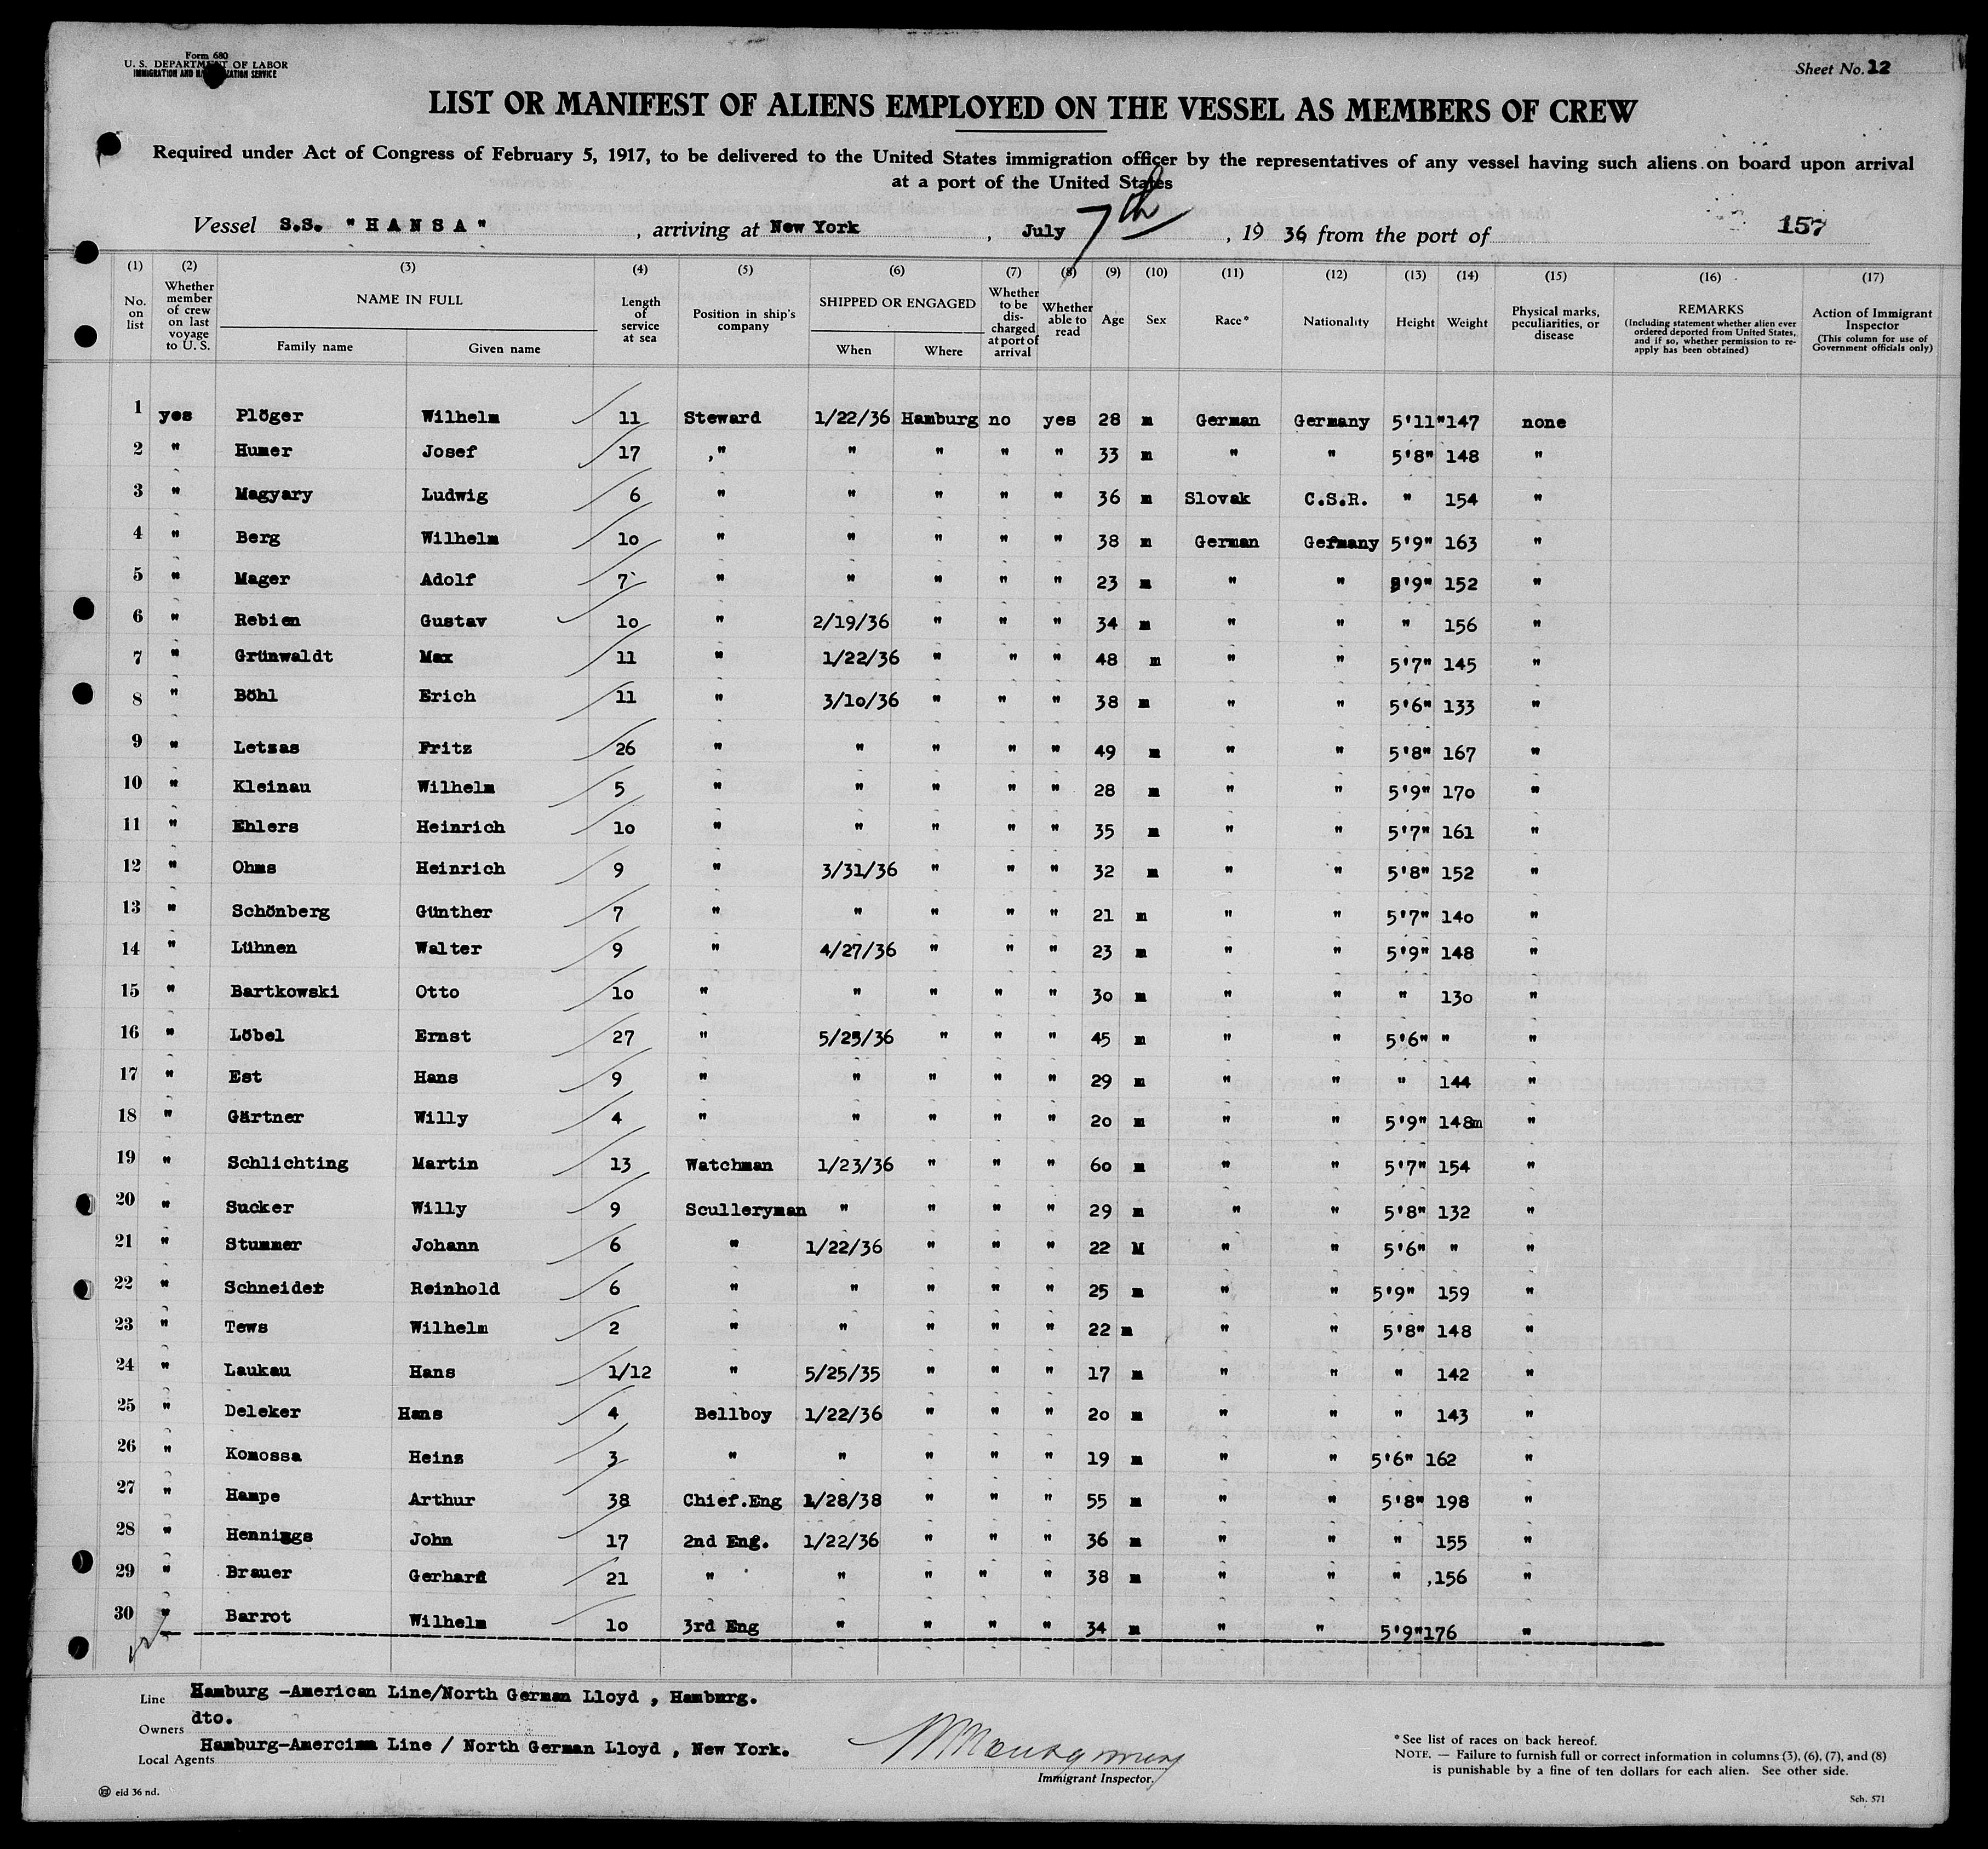 Form 680
U. S. DEPARTMENT OF LABOR
IMMIGRATION AND NATURALIZATION SERVICE
Sheet No. 12
LIST OR MANIFEST OF ALIENS EMPLOYED ON THE VESSEL AS MEMBERS OF CREW
Required under Act of Congress of February 5, 1917, to be delivered to the United States immigration officer by the representatives of any vessel having such aliens on board upon arrival
at a port of the United States
Vessel S.S. "HANSA", arriving at New York, July 7th, 1936, from the port of 157
(1) (2) (3) (4) (5) (6) (7) (8) (9) (10) (11) (12) (13) (14) (15) (16) (17)
No. on list | Whether member of crew on last voyage to U. S. | NAME IN FULL Family name Given name | Length of service at sea | Position in ship's company | SHIPPED OR ENGAGED When Where | Whether to be discharged at port of arrival | Whether able to read | Age | Sex | Race* | Nationality | Height | Weight | Physical marks, peculiarities, or disease | REMARKS (Including statement whether alien ever ordered deported from United States, and if so, whether permission to re-apply has been obtained) | Action of Immigrant Inspector (This column for use of Government officials only)
1 yes Plöger Wilhelm 11 Steward 1/22/36 Hamburg no yes 28 m German Germany 5'11" 147 none
2 " Humer Josef 17 ," " " " " 33 m " " 5'8" 148 "
3 " Magyary Ludwig 6 " " " " " 36 m Slovak C.S.R. " 154 "
4 " Berg Wilhelm 1o " " " " " 38 m German Germany 5'9" 163 "
5 " Mager Adolf 7 " " " " " 23 m " " 5'9" 152 "
6 " Rebien Gustav 1o " 2/19/36 " " " 34 m " " " 156 "
7 " Grünwaldt Max 11 " 1/22/36 " " " 48 m " " 5'7" 145 "
8 " Böhl Erich 11 " 3/1o/36 " " " 38 m " " 5'6" 133 "
9 " Letzas Fritz 26 " " " " " 49 m " " 5'8" 167 "
10 " Kleinau Wilhelm 5 " " " " " 28 m " " 5'9" 17o "
11 " Ehlers Heinrich 1o " " " " " 35 m " " 5'7" 161 "
12 " Ohms Heinrich 9 " 3/31/36 " " " 32 m " " 5'8" 152 "
13 " Schönberg Günther 7 " " " " " 21 m " " 5'7" 14o "
14 " Lühnen Walter 9 " 4/27/36 " " " 23 m " " 5'9" 148 "
15 " Bartkowski Otto 1o " " " " " 3o m " " " 13o "
16 " Löbel Ernst 27 " 5/25/36 " " " 45 m " " 5'6" " "
17 " Est Hans 9 " " " " " 29 m " " " 144 "
18 " Gärtner Willy 4 " " " " " 2o m " " 5'9" 148m "
19 " Schlichting Martin 13 Watchman 1/23/36 " " " 6o m " " 5'7" 154 "
20 " Sucker Willy 9 Sculleryman " " " " 29 m " " 5'8" 132 "
21 " Stummer Johann 6 " 1/22/36 " " " 22 M " " 5'6" " "
22 " Schneider Reinhold 6 " " " " " 25 m " " 5'9" 159 "
23 " Tews Wilhelm 2 " " " " " 22 m " " 5'8" 148 "
24 " Laukau Hans 1/12 " 5/25/35 " " " 17 m " " " 142 "
25 " Deleker Hans 4 Bellboy 1/22/36 " " " 2o m " " " 143 "
26 " Komossa Heinz 3 " " " " " 19 m " " 5'6" 162 "
27 " Hampe Arthur 38 Chief.Eng 1/28/38 " " " 55 m " " 5'8" 198 "
28 " Hennings John 17 2nd Eng. 1/22/36 " " " 36 m " " " 155 "
29 " Brauer Gerhard 21 " " " " " 38 m " " " ,156 "
30 " Barrot Wilhelm 1o 3rd Eng " " " " 34 m " " 5'9" 176 "
Line Hamburg -American Line/North German Lloyd , Hamburg.
Owners dto.
Local Agents Hamburg-Amercian Line / North German Lloyd , New York.
Immigrant Inspector.
*See list of races on back hereof.
NOTE. — Failure to furnish full or correct information in columns (3), (6), (7), and (8)
is punishable by a fine of ten dollars for each alien. See other side.
eid 36 nd.
Sch. 571